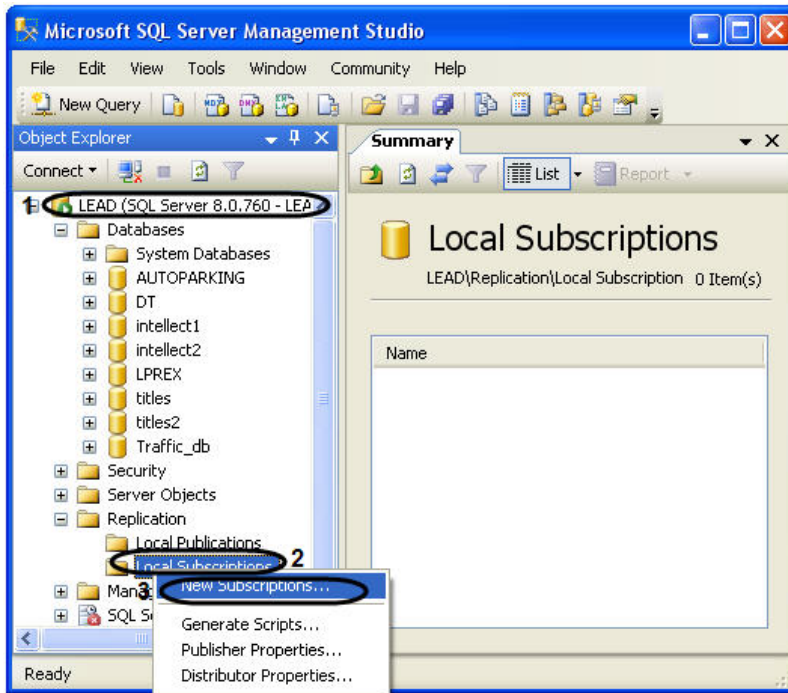 Microsoft SQL Server Management Studio
File Edit View Tools Window Community Help
New Query
Object Explorer
Connect
1 LEAD (SQL Server 8.0.760 - LEA
Databases
System Databases
AUTOPARKING
DT
intellect1
intellect2
LPREX
titles
titles2
Traffic_db
Security
Server Objects
Replication
Local Publications
Local Subscriptions 2
3 New Subscriptions...
Generate Scripts...
Publisher Properties...
Distributor Properties...
Manag
SQL S
Summary
List Report
Local Subscriptions
LEAD\Replication\Local Subscription 0 Item(s)
Name
Ready